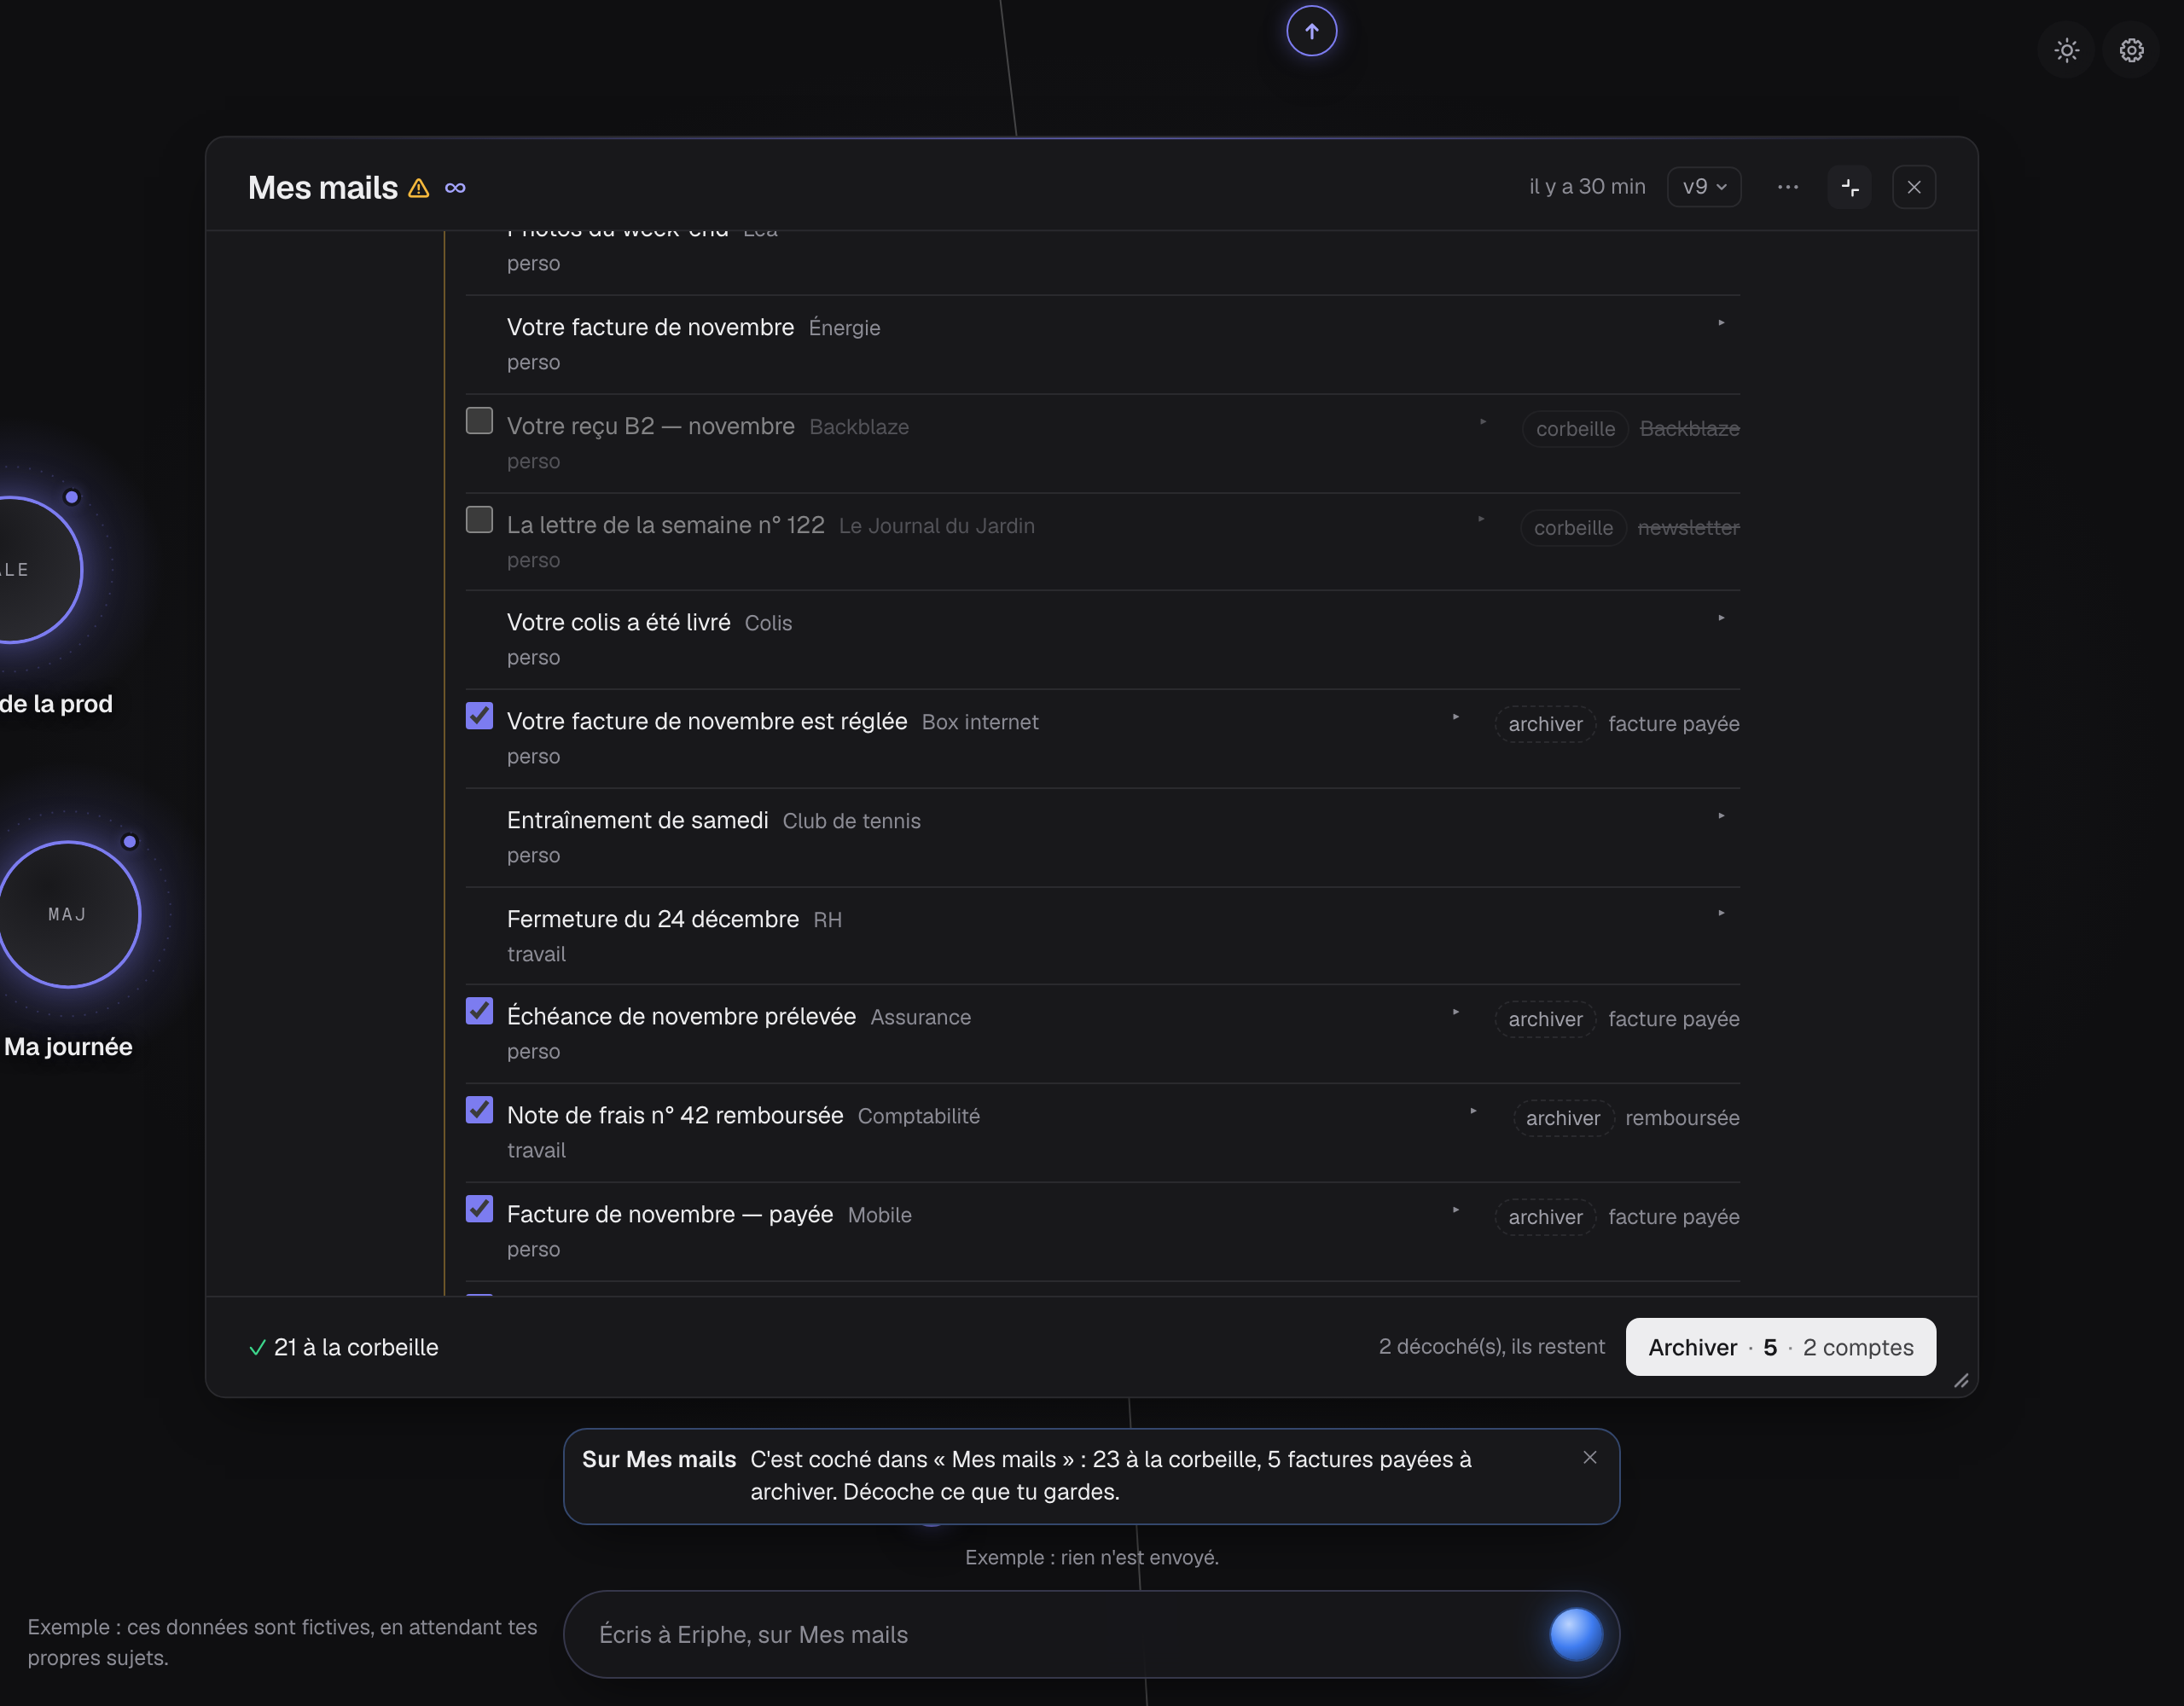 Mes mails
il y a 30 min
v9
Photos du week-end Léa
perso
Votre facture de novembre Énergie
perso
Votre reçu B2 — novembre Backblaze
corbeille Backblaze
perso
La lettre de la semaine n° 122 Le Journal du Jardin
corbeille newsletter
perso
Votre colis a été livré Colis
perso
Votre facture de novembre est réglée Box internet
archiver facture payée
perso
Entraînement de samedi Club de tennis
perso
Fermeture du 24 décembre RH
travail
Échéance de novembre prélevée Assurance
archiver facture payée
perso
Note de frais n° 42 remboursée Comptabilité
archiver remboursée
travail
Facture de novembre — payée Mobile
archiver facture payée
perso
21 à la corbeille
2 décoché(s), ils restent
Archiver · 5 · 2 comptes
de la prod
MAJ
Ma journée
Sur Mes mails C'est coché dans « Mes mails » : 23 à la corbeille, 5 factures payées à
archiver. Décoche ce que tu gardes.
Exemple : rien n'est envoyé.
Écris à Eriphe, sur Mes mails
Exemple : ces données sont fictives, en attendant tes
propres sujets.